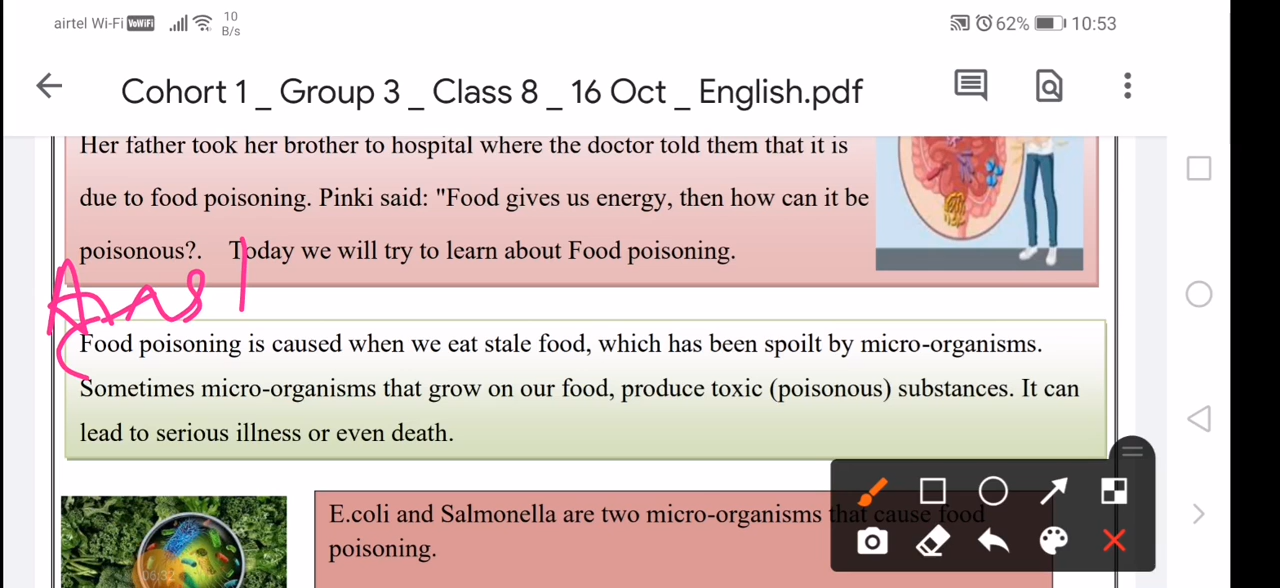 airtel Wi-Fi VoWiFi 10 B/s 62% 10:53
Cohort 1 _ Group 3 _ Class 8 _ 16 Oct _ English.pdf
Her father took her brother to hospital where the doctor told them that it is
due to food poisoning. Pinki said: "Food gives us energy, then how can it be
poisonous?. Today we will try to learn about Food poisoning.
Ans 1
Food poisoning is caused when we eat stale food, which has been spoilt by micro-organisms.
Sometimes micro-organisms that grow on our food, produce toxic (poisonous) substances. It can
lead to serious illness or even death.
E.coli and Salmonella are two micro-organisms that cause food
poisoning.
06:32